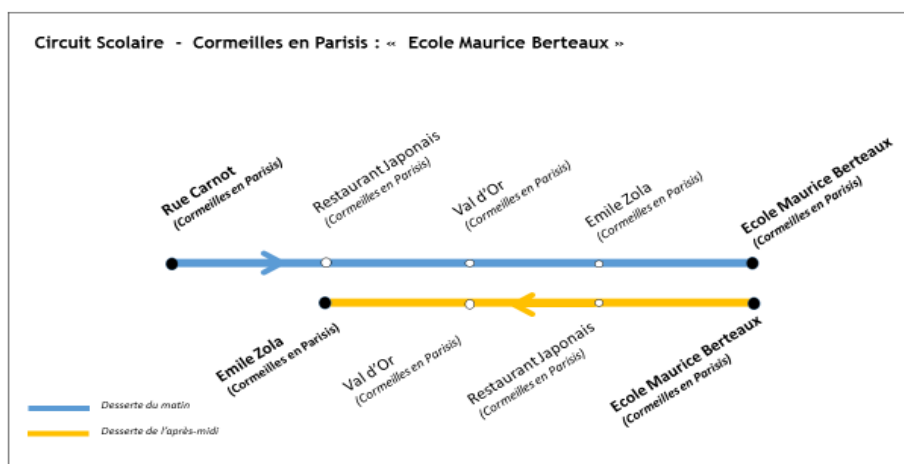 Circuit Scolaire - Cormeilles en Parisis : « Ecole Maurice Berteaux »
Rue Carnot
(Cormeilles en Parisis)
Restaurant Japonais
(Cormeilles en Parisis)
Val d'Or
(Cormeilles en Parisis)
Emile Zola
(Cormeilles en Parisis)
Ecole Maurice Berteaux
(Cormeilles en Parisis)
Emile Zola
(Cormeilles en Parisis)
Val d'Or
(Cormeilles en Parisis)
Restaurant Japonais
(Cormeilles en Parisis)
Ecole Maurice Berteaux
(Cormeilles en Parisis)
Desserte du matin
Desserte de l'après-midi